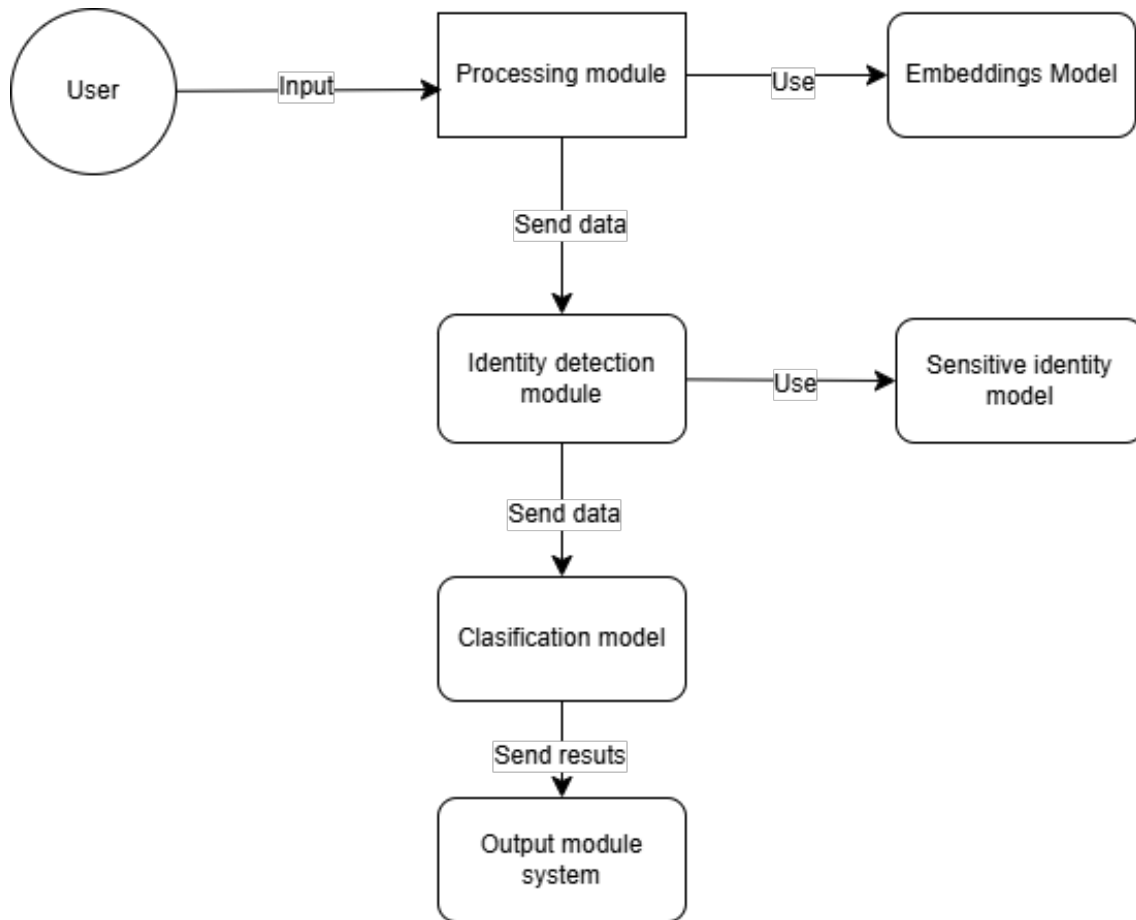 User
Input
Processing module
Use
Embeddings Model
Send data
Identity detection
module
Use
Sensitive identity
model
Send data
Clasification model
Send resuts
Output module
system